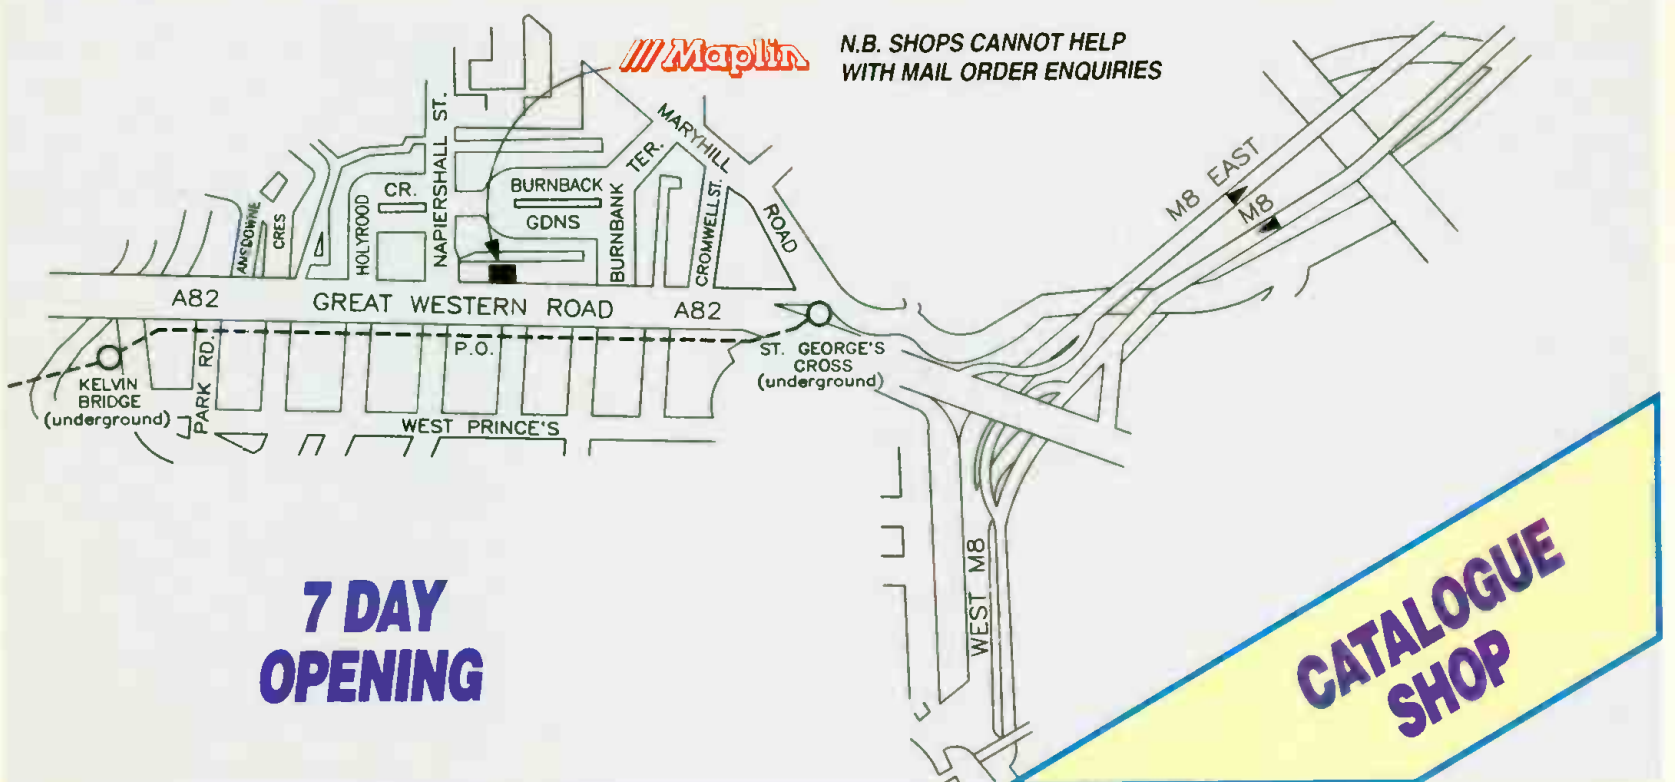 Maplin
N.B. SHOPS CANNOT HELP
WITH MAIL ORDER ENQUIRIES
MARYHILL
ROAD
NAPIERSHALL ST.
TER.
BURNBANK
CROMWELL ST.
CR.
HOLYROOD
BURNBACK
GDNS
ANSDOWNE
CRES
M8 EAST
M8
A82
GREAT WESTERN ROAD
A82
P.O.
PARK RD.
KELVIN
BRIDGE
(underground)
ST. GEORGE'S
CROSS
(underground)
WEST PRINCE'S
WEST M8
7 DAY
OPENING
CATALOGUE
SHOP